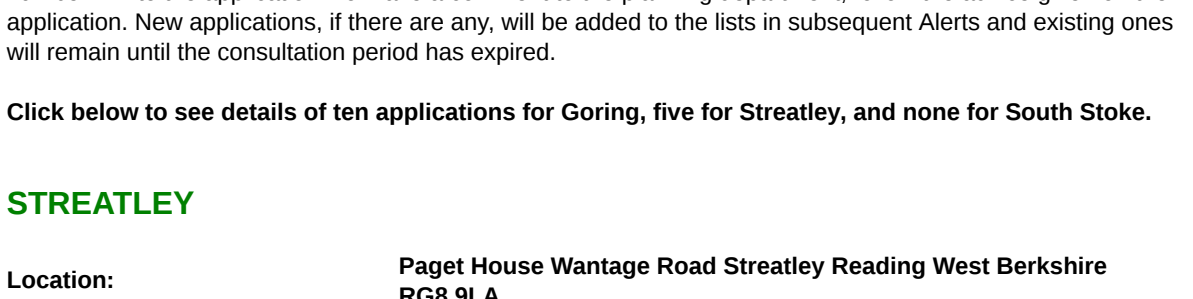 application. New applications, if there are any, will be added to the lists in subsequent Alerts and existing ones
will remain until the consultation period has expired.
Click below to see details of ten applications for Goring, five for Streatley, and none for South Stoke.
STREATLEY
Location:
Paget House Wantage Road Streatley Reading West Berkshire
RG8 9LA